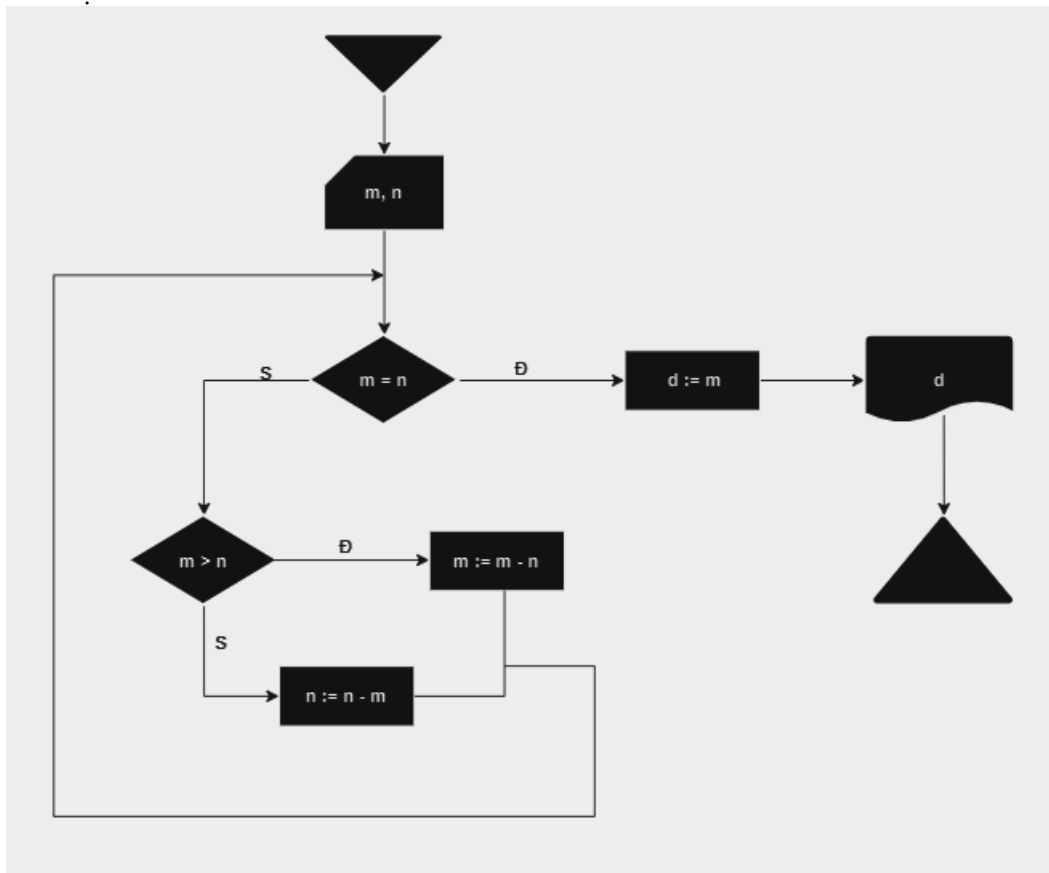 m, n
S
m = n
Đ
d := m
d
m > n
Đ
m := m - n
S
n := n - m